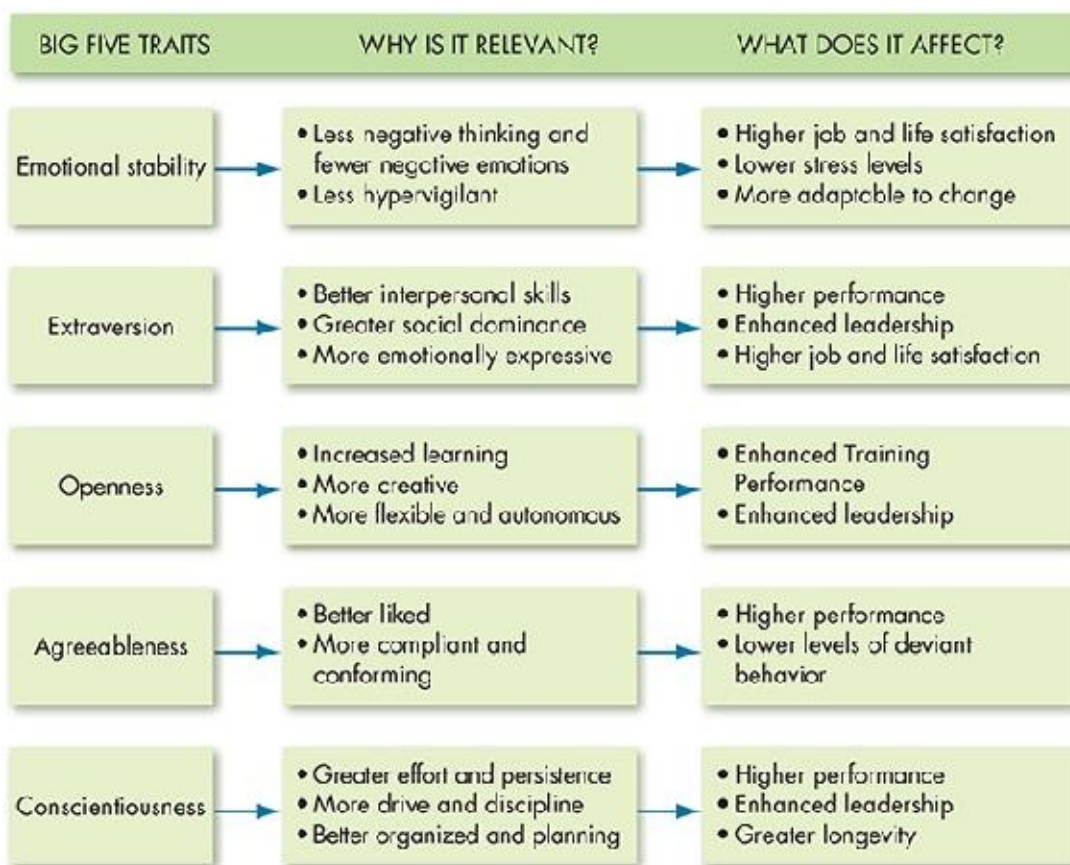 BIG FIVE TRAITS
WHY IS IT RELEVANT?
WHAT DOES IT AFFECT?
Emotional stability
• Less negative thinking and
fewer negative emotions
• Less hypervigilant
• Higher job and life satisfaction
• Lower stress levels
• More adaptable to change
Extraversion
• Better interpersonal skills
• Greater social dominance
• More emotionally expressive
• Higher performance
• Enhanced leadership
• Higher job and life satisfaction
Openness
• Increased learning
• More creative
• More flexible and autonomous
• Enhanced Training
Performance
• Enhanced leadership
Agreeableness
• Better liked
• More compliant and
conforming
• Higher performance
• Lower levels of deviant
behavior
Conscientiousness
• Greater effort and persistence
• More drive and discipline
• Better organized and planning
• Higher performance
• Enhanced leadership
• Greater longevity